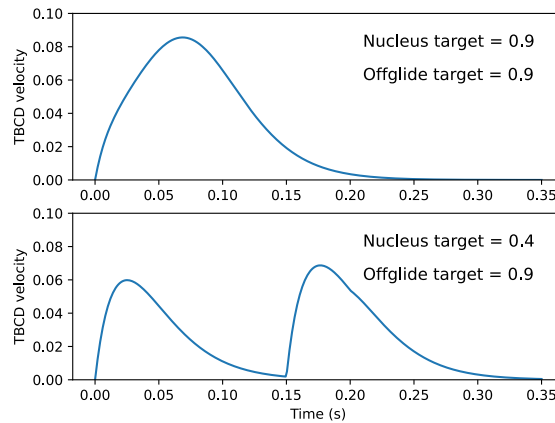 0.10
Nucleus target = 0.9
0.08
Offglide target = 0.9
0.06
0.04
0.02
0.00
TBCD velocity
0.00 0.05 0.10 0.15 0.20 0.25 0.30 0.35
0.10
Nucleus target = 0.4
0.08
Offglide target = 0.9
0.06
0.04
0.02
0.00
TBCD velocity
0.00 0.05 0.10 0.15 0.20 0.25 0.30 0.35
Time (s)